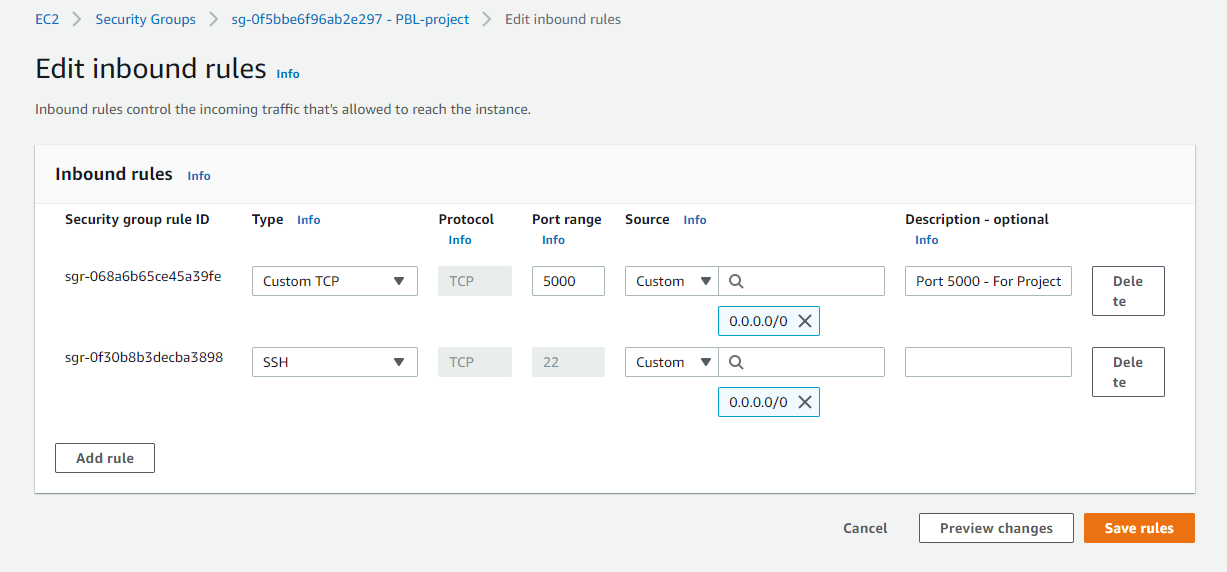 EC2 > Security Groups > sg-0f5bbe6f96ab2e297 - PBL-project > Edit inbound rules
Edit inbound rules Info
Inbound rules control the incoming traffic that's allowed to reach the instance.
Inbound rules Info
Security group rule ID Type Info Protocol Port range Source Info Description - optional
Info Info Info
sgr-068a6b65ce45a39fe Custom TCP TCP 5000 Custom Port 5000 - For Project Dele
te
0.0.0.0/0
sgr-0f30b8b3decba3898 SSH TCP 22 Custom Dele
te
0.0.0.0/0
Add rule
Cancel Preview changes Save rules